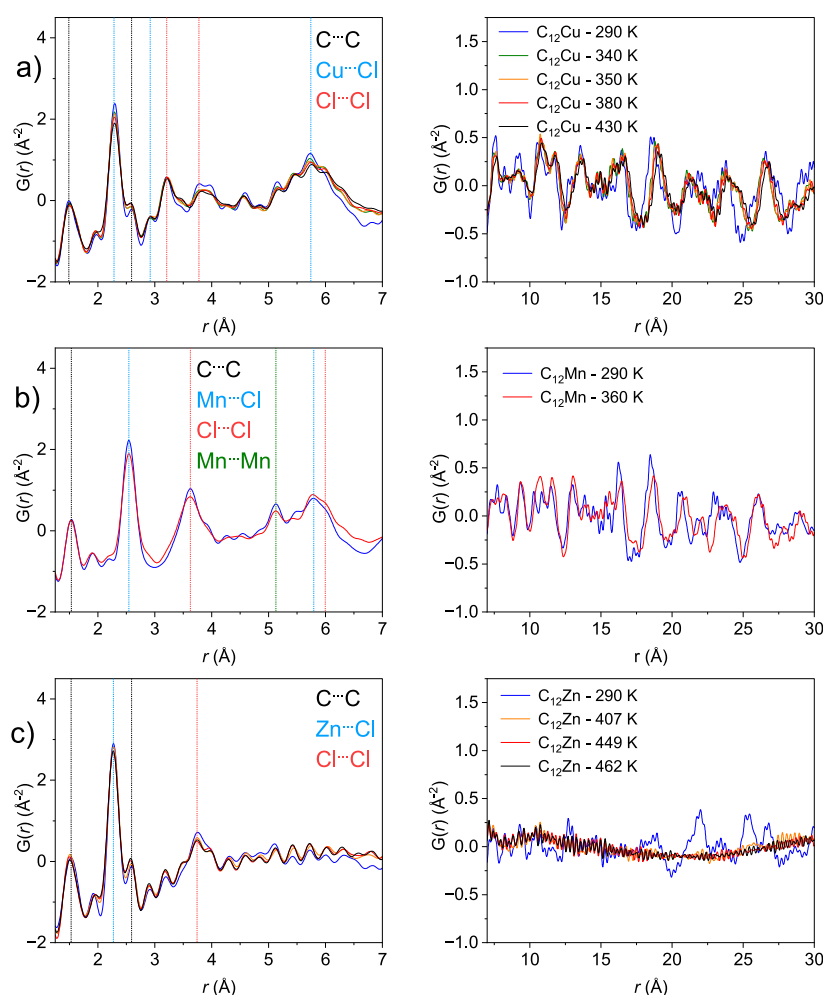 a)
C···C
Cu···Cl
Cl···Cl
4
2
0
−2
G(r) (Å⁻²)
2 3 4 5 6 7
r (Å)
C₁₂Cu - 290 K
C₁₂Cu - 340 K
C₁₂Cu - 350 K
C₁₂Cu - 380 K
C₁₂Cu - 430 K
1.5
1.0
0.5
0.0
−0.5
−1.0
G(r) (Å⁻²)
10 15 20 25 30
r (Å)
b)
C···C
Mn···Cl
Cl···Cl
Mn···Mn
4
2
0
−2
G(r) (Å⁻²)
2 3 4 5 6 7
r (Å)
C₁₂Mn - 290 K
C₁₂Mn - 360 K
1.5
1.0
0.5
0.0
−0.5
−1.0
G(r) (Å⁻²)
10 15 20 25 30
r (Å)
c)
C···C
Zn···Cl
Cl···Cl
4
2
0
−2
G(r) (Å⁻²)
2 3 4 5 6 7
r (Å)
C₁₂Zn - 290 K
C₁₂Zn - 407 K
C₁₂Zn - 449 K
C₁₂Zn - 462 K
1.5
1.0
0.5
0.0
−0.5
−1.0
G(r) (Å⁻²)
10 15 20 25 30
r (Å)